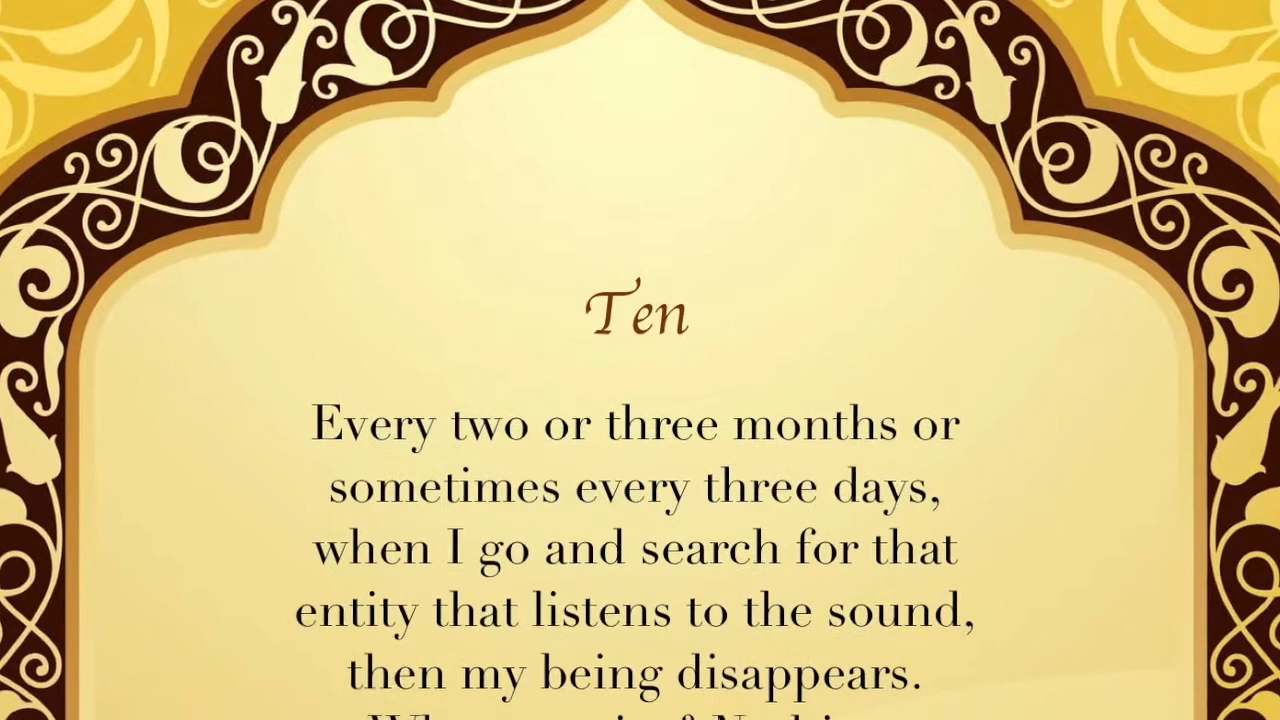 Ten
Every two or three months or
sometimes every three days,
when I go and search for that
entity that listens to the sound,
then my being disappears.